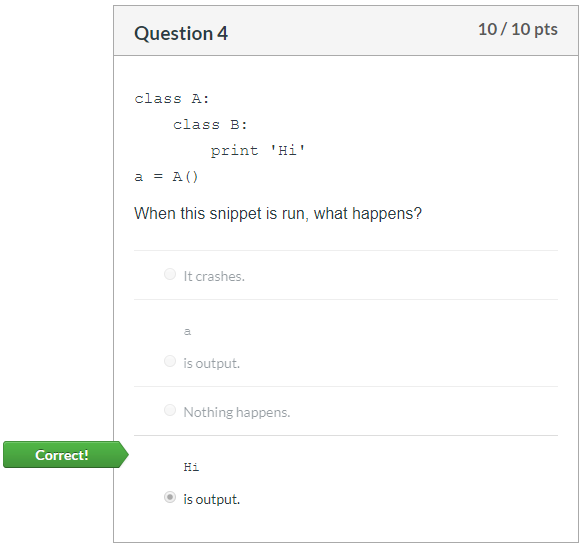 Question 4 10 / 10 pts
class A:
    class B:
        print 'Hi'
a = A()
When this snippet is run, what happens?
It crashes.
a
is output.
Nothing happens.
Correct!
Hi
is output.